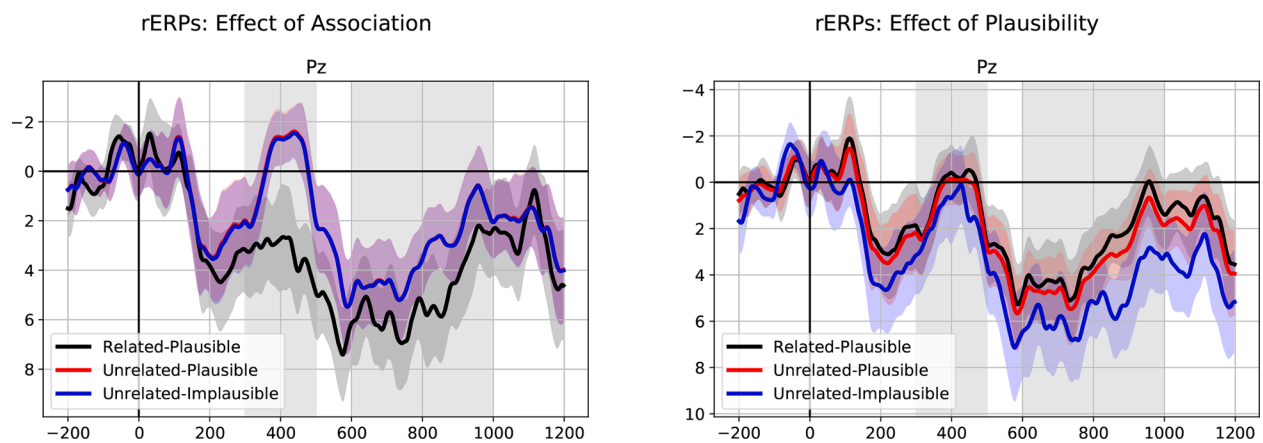 rERPs: Effect of Association
Pz
−2
0
2
4
6
8
Related-Plausible
Unrelated-Plausible
Unrelated-Implausible
−200 0 200 400 600 800 1000 1200
rERPs: Effect of Plausibility
Pz
−4
−2
0
2
4
6
8
10
Related-Plausible
Unrelated-Plausible
Unrelated-Implausible
−200 0 200 400 600 800 1000 1200